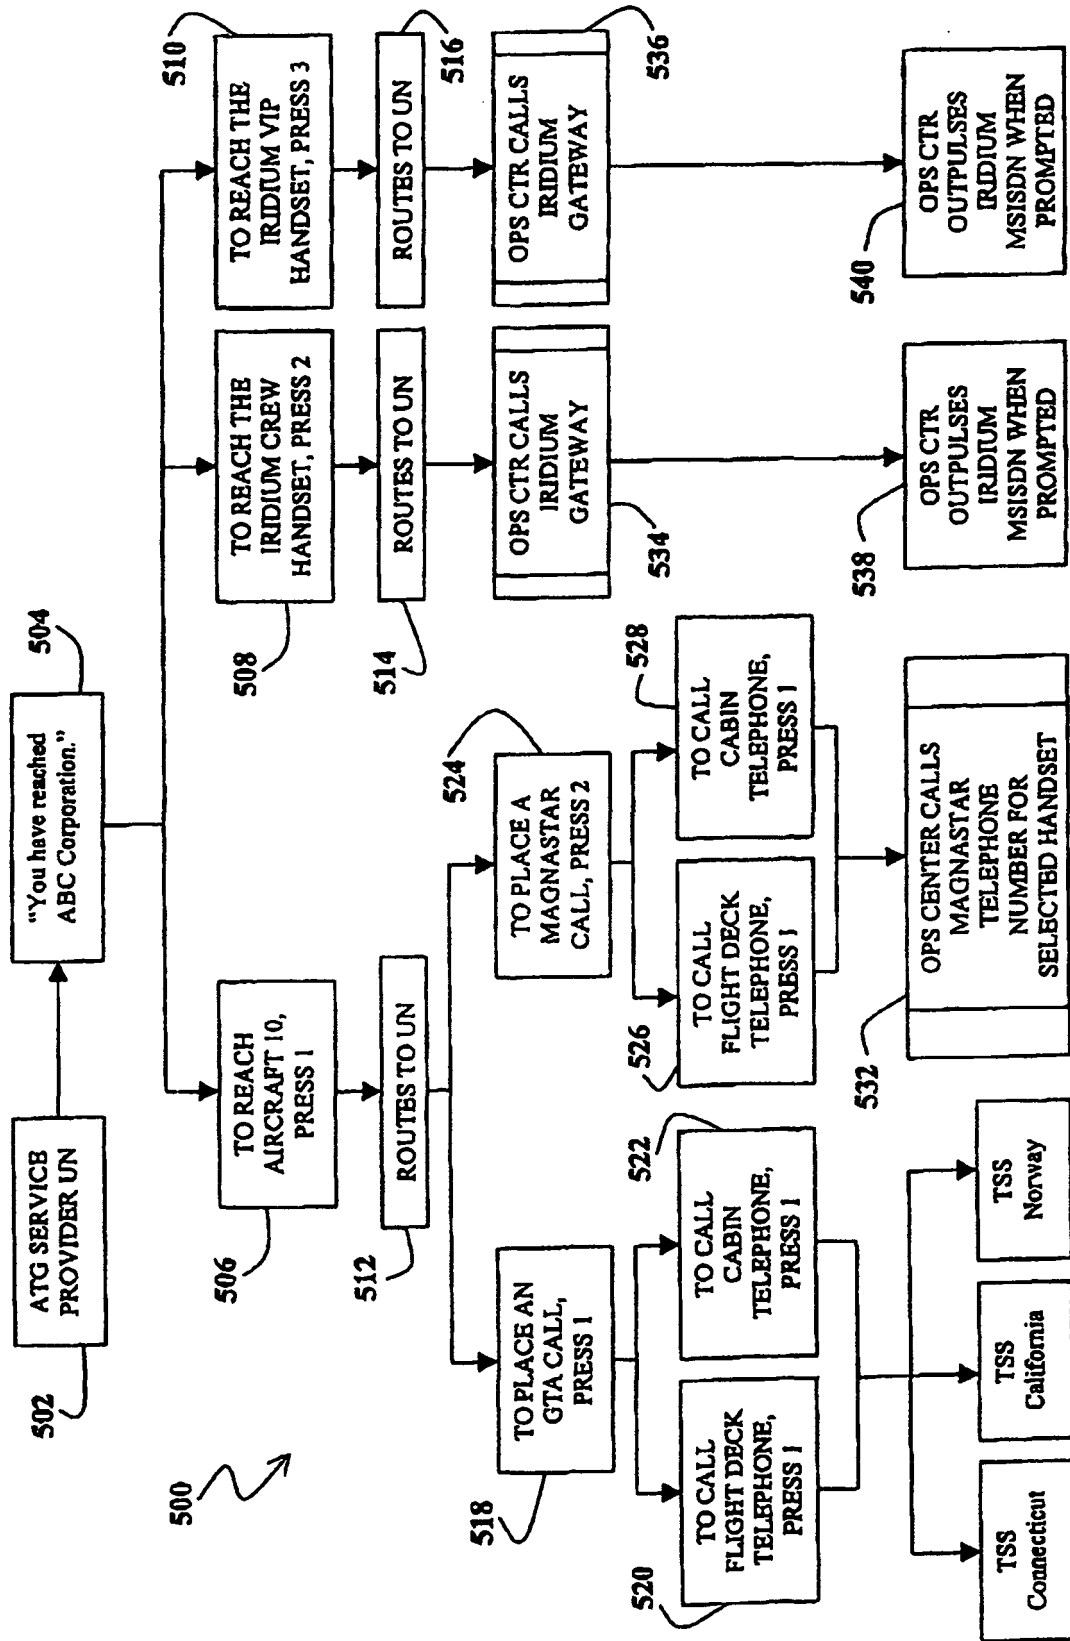 500
502
ATG SERVICE
PROVIDER UN
504
"You have reached
ABC Corporation."
506
TO REACH
AIRCRAFT 10,
PRESS 1
508
TO REACH THE
IRIDIUM CREW
HANDSET, PRESS 2
510
TO REACH THE
IRIDIUM VIP
HANDSET, PRESS 3
512
ROUTES TO UN
514
ROUTES TO UN
516
ROUTES TO UN
518
TO PLACE AN
GTA CALL,
PRESS 1
524
TO PLACE A
MAGNASTAR
CALL, PRESS 2
534
OPS CTR CALLS
IRIDIUM
GATEWAY
536
OPS CTR CALLS
IRIDIUM
GATEWAY
520
TO CALL
FLIGHT DECK
TELEPHONE,
PRESS 1
522
TO CALL
CABIN
TELEPHONE,
PRESS 1
526
TO CALL
FLIGHT DECK
TELEPHONE,
PRESS 1
528
TO CALL
CABIN
TELEPHONE,
PRESS 1
TSS
Connecticut
TSS
California
TSS
Norway
532
OPS CENTER CALLS
MAGNASTAR
TELEPHONE
NUMBER FOR
SELECTED HANDSET
538
OPS CTR
OUTPULSES
IRIDIUM
MSISDN WHEN
PROMPTED
540
OPS CTR
OUTPULSES
IRIDIUM
MSISDN WHEN
PROMPTED